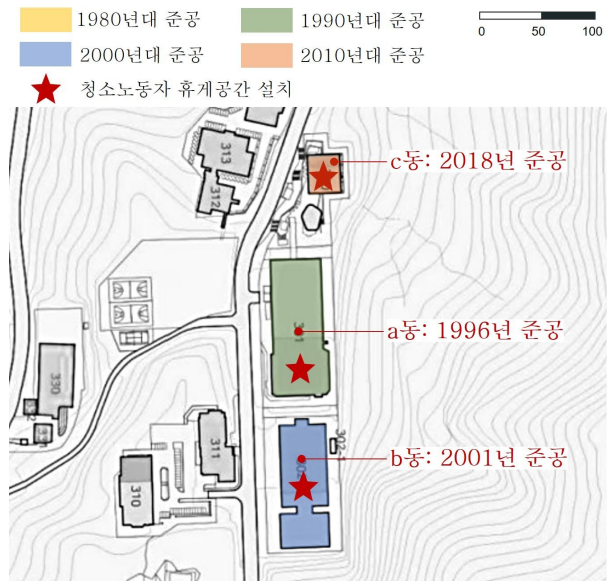 1980년대 준공
1990년대 준공
2000년대 준공
2010년대 준공
청소노동자 휴게공간 설치
0 50 100
313
312
c동: 2018년 준공
a동: 1996년 준공
330
311
302-1
b동: 2001년 준공
310